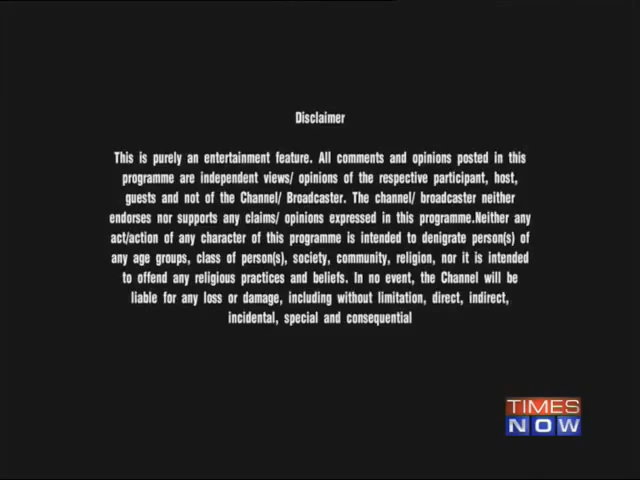 Disclaimer
This is purely an entertainment feature. All comments and opinions posted in this
programme are independent views/ opinions of the respective participant, host,
guests and not of the Channel/ Broadcaster. The channel/ broadcaster neither
endorses nor supports any claims/ opinions expressed in this programme.Neither any
act/action of any character of this programme is intended to denigrate person(s) of
any age groups, class of person(s), society, community, religion, nor it is intended
to offend any religious practices and beliefs. In no event, the Channel will be
liable for any loss or damage, including without limitation, direct, indirect,
incidental, special and consequential
TIMES
NOW